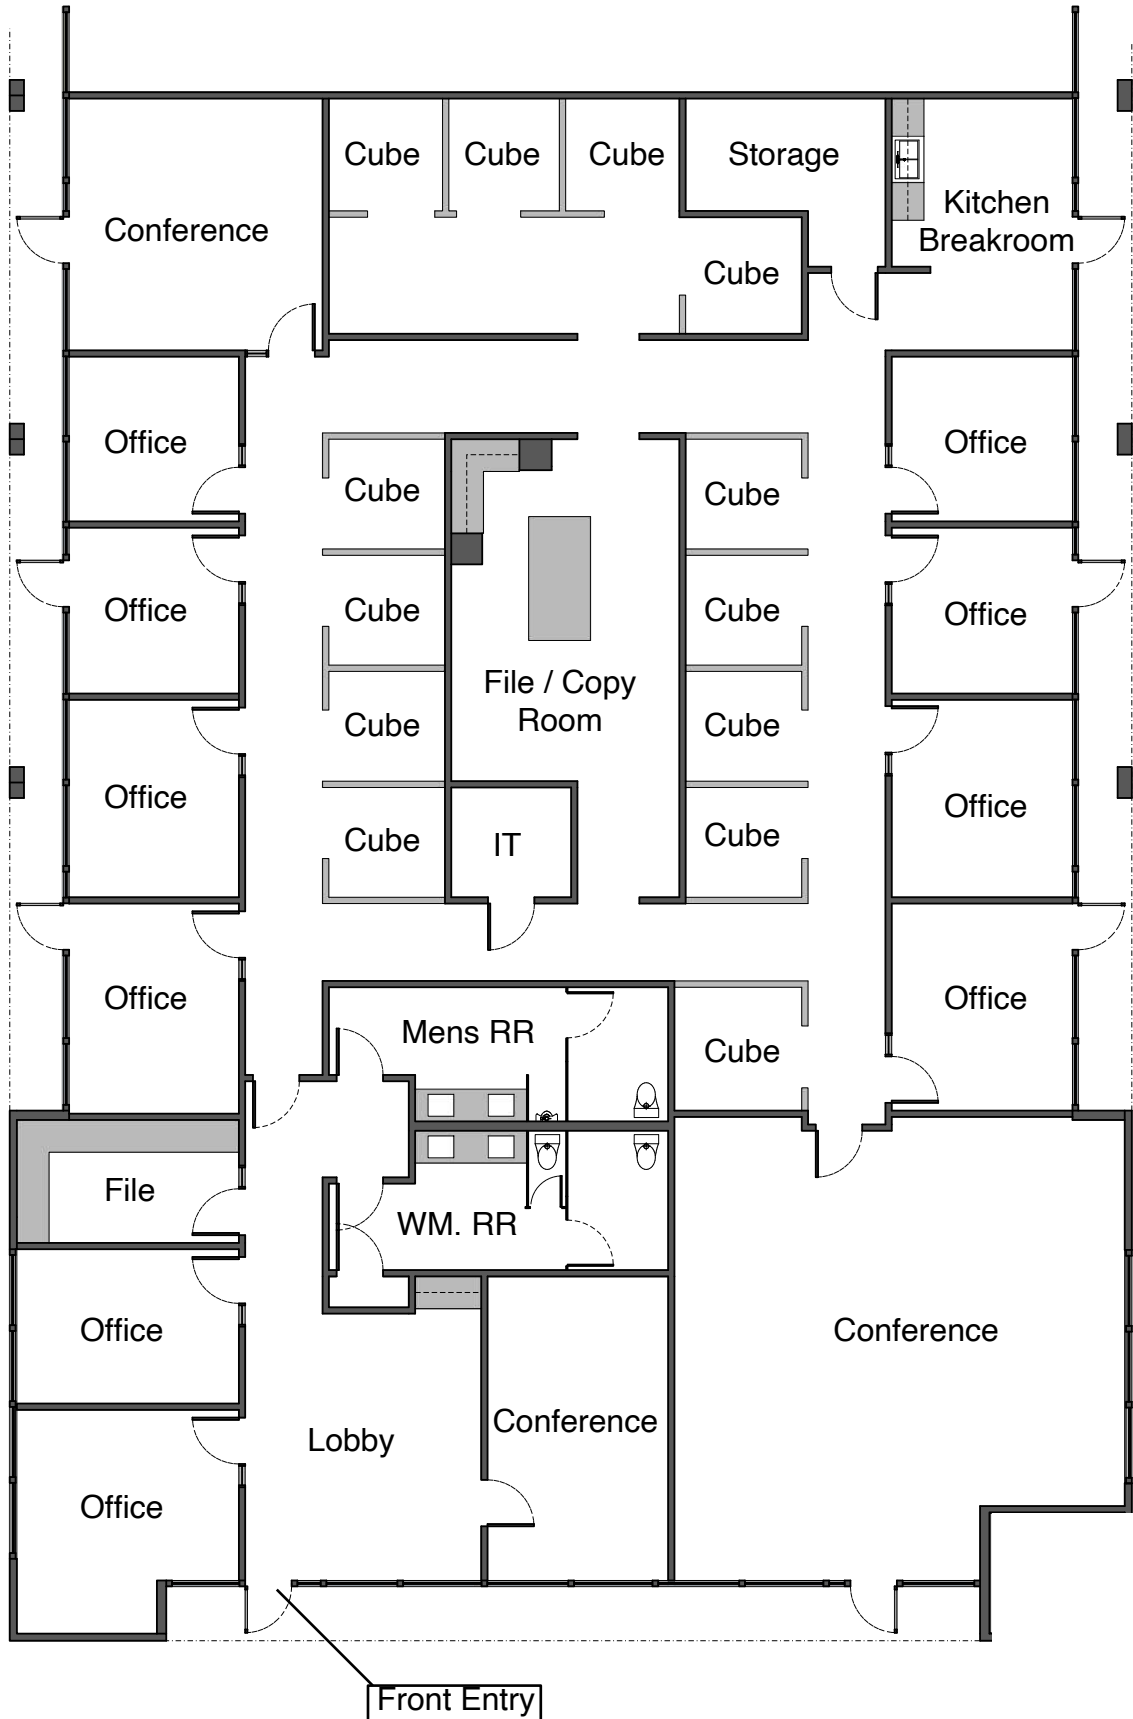 Cube
Cube
Cube
Storage
Conference
Kitchen
Breakroom
Cube
Office
Office
Cube
Cube
Office
Cube
Cube
Office
File / Copy
Room
Cube
Cube
Office
Office
Cube
IT
Cube
Office
Office
Mens RR
Cube
File
WM. RR
Office
Conference
Conference
Lobby
Office
Front Entry